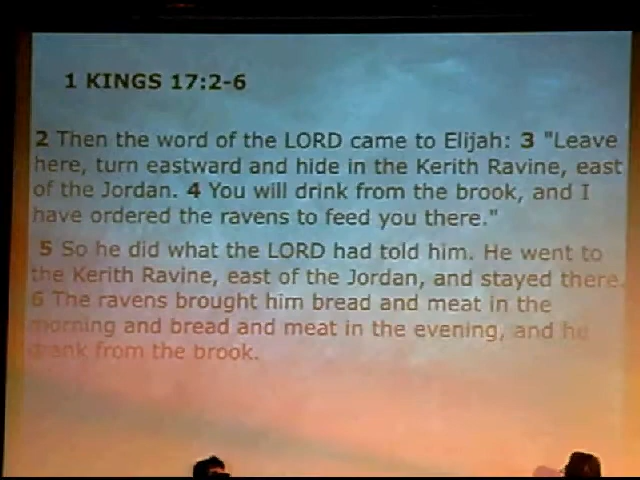 1 KINGS 17:2-6
2 Then the word of the LORD came to Elijah: 3 "Leave
here, turn eastward and hide in the Kerith Ravine, east
of the Jordan. 4 You will drink from the brook, and I
have ordered the ravens to feed you there."
5 So he did what the LORD had told him. He went to
the Kerith Ravine, east of the Jordan, and stayed there.
6 The ravens brought him bread and meat in the
morning and bread and meat in the evening, and he
drank from the brook.